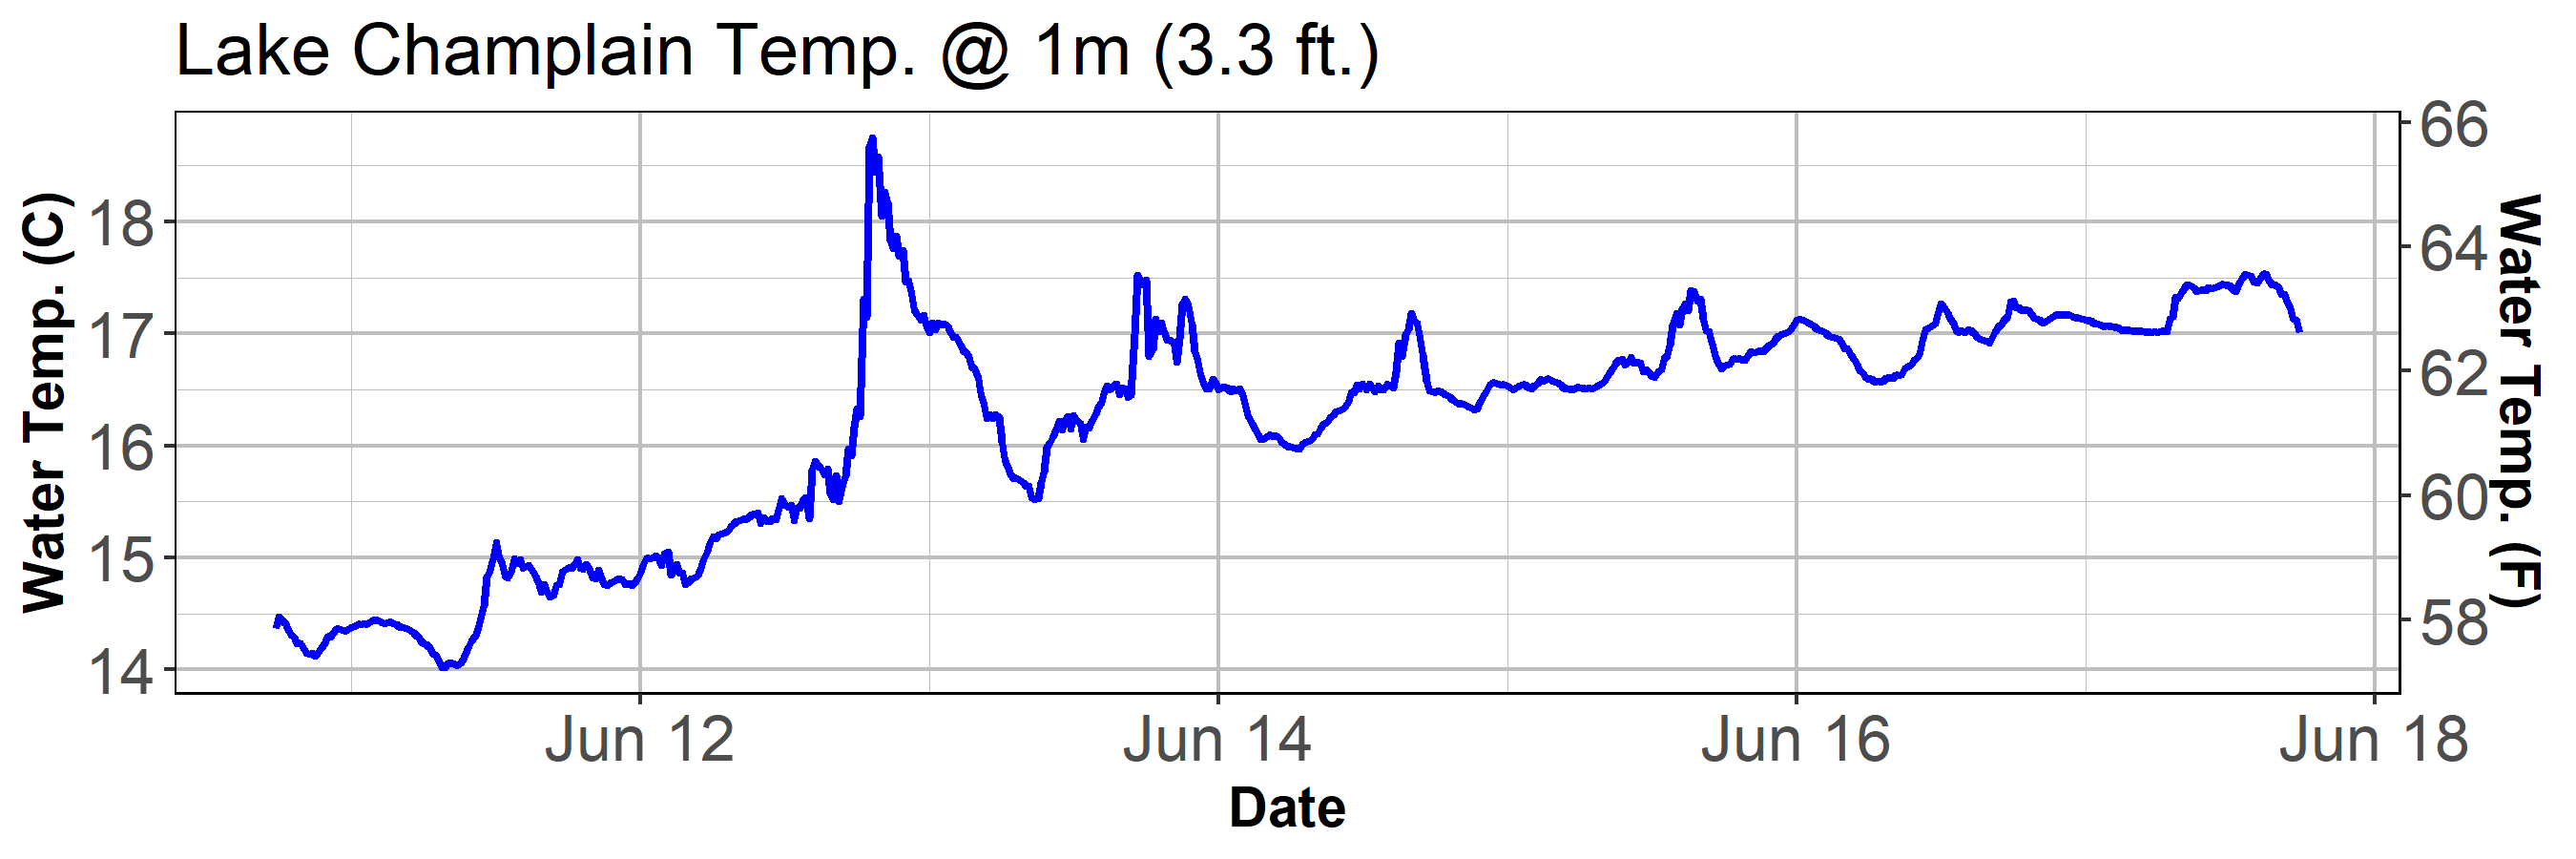 Lake Champlain Temp. @ 1m (3.3 ft.)
Water Temp. (C)
18
17
16
15
14
66
64
62
60
58
Water Temp. (F)
Jun 12
Jun 14
Jun 16
Jun 18
Date